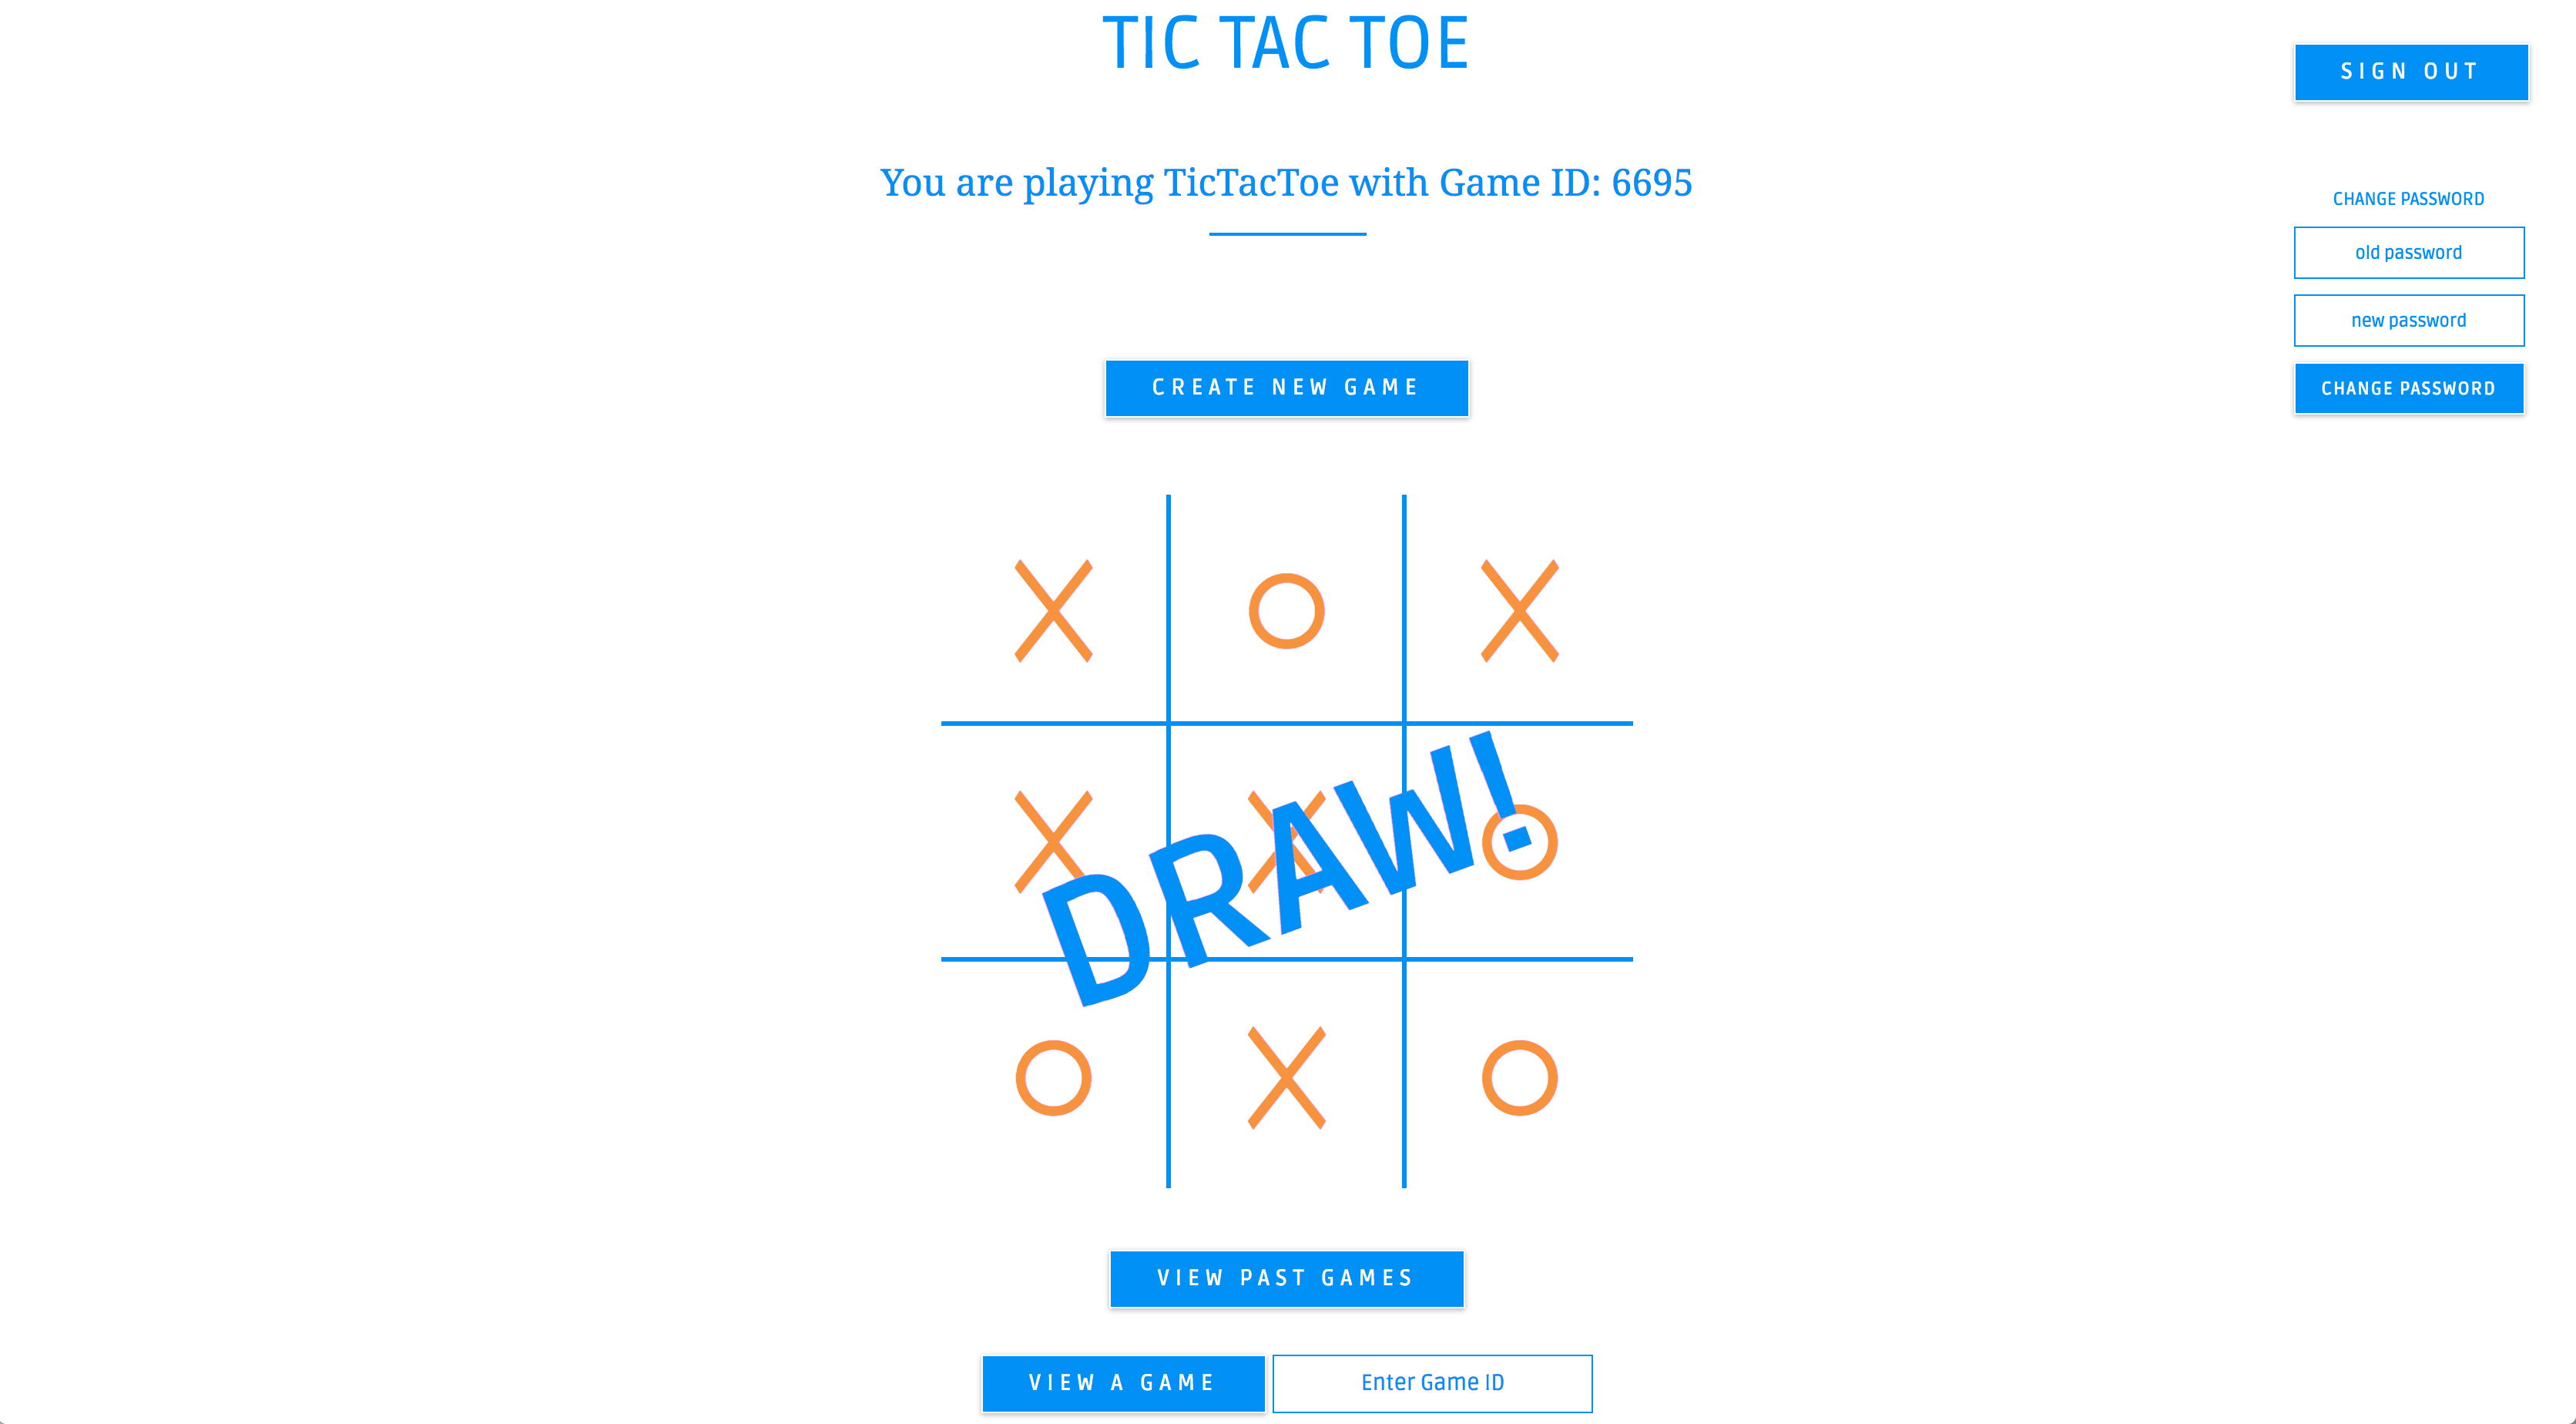 TIC TAC TOE
SIGN OUT
You are playing TicTacToe with Game ID: 6695
CHANGE PASSWORD
old password
new password
CHANGE PASSWORD
CREATE NEW GAME
X O X
X X O
DRAW!
O X O
VIEW PAST GAMES
VIEW A GAME
Enter Game ID